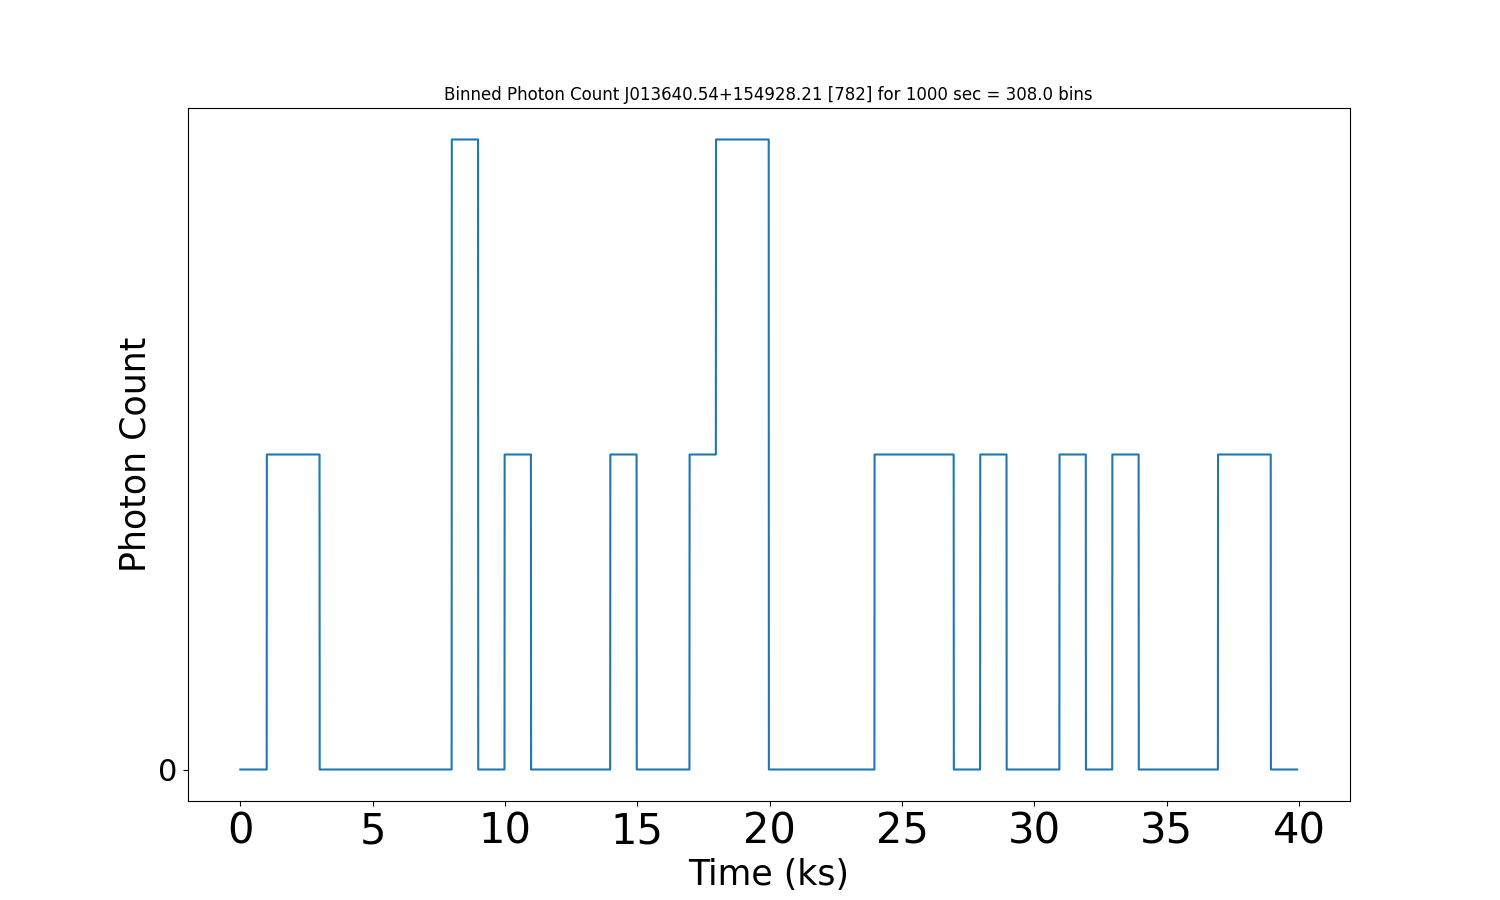 Binned Photon Count J013640.54+154928.21 [782] for 1000 sec = 308.0 bins
Photon Count
0
0 5 10 15 20 25 30 35 40
Time (ks)